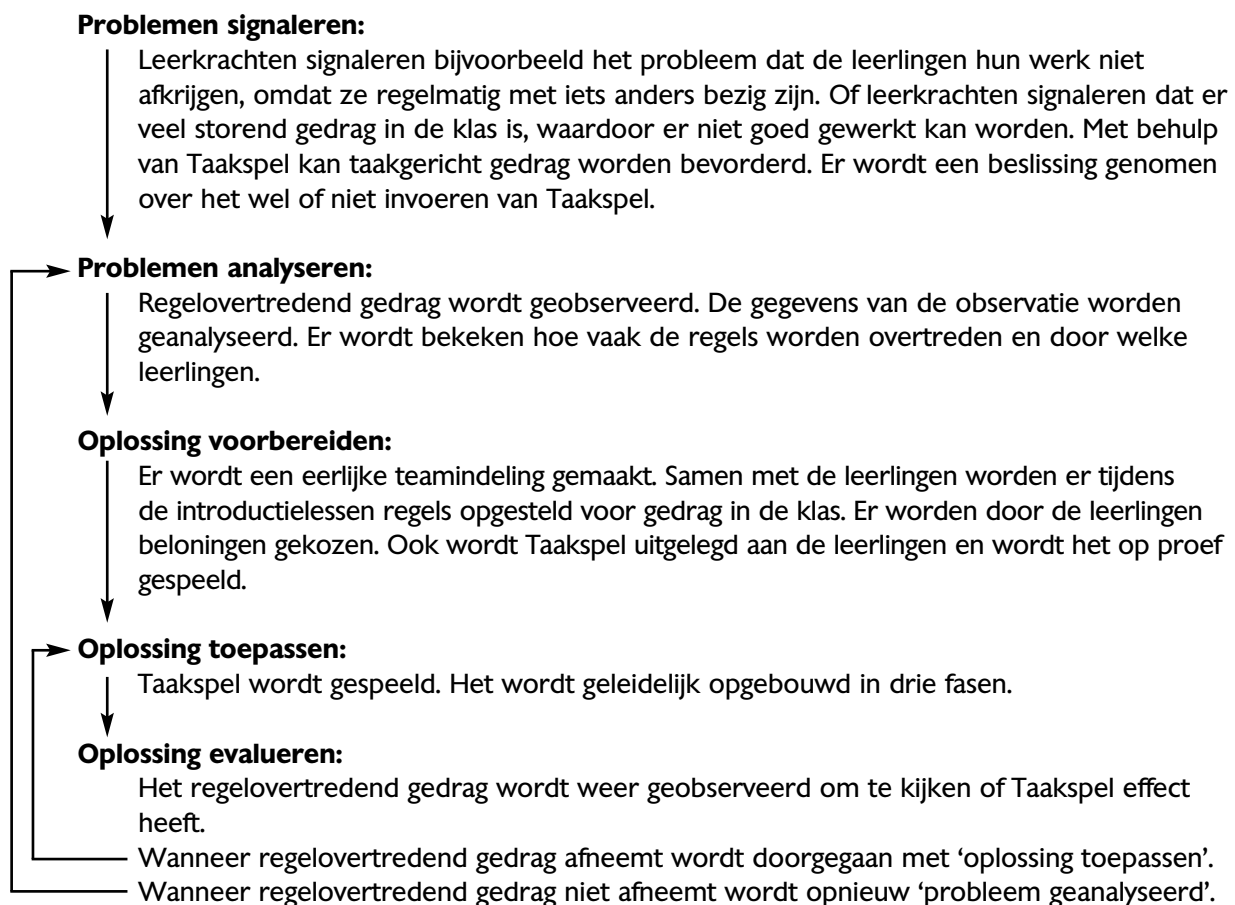 Problemen signaleren:
Leerkrachten signaleren bijvoorbeeld het probleem dat de leerlingen hun werk niet
afkrijgen, omdat ze regelmatig met iets anders bezig zijn. Of leerkrachten signaleren dat er
veel storend gedrag in de klas is, waardoor er niet goed gewerkt kan worden. Met behulp
van Taakspel kan taakgericht gedrag worden bevorderd. Er wordt een beslissing genomen
over het wel of niet invoeren van Taakspel.
Problemen analyseren:
Regelovertredend gedrag wordt geobserveerd. De gegevens van de observatie worden
geanalyseerd. Er wordt bekeken hoe vaak de regels worden overtreden en door welke
leerlingen.
Oplossing voorbereiden:
Er wordt een eerlijke teamindeling gemaakt. Samen met de leerlingen worden er tijdens
de introductielessen regels opgesteld voor gedrag in de klas. Er worden door de leerlingen
beloningen gekozen. Ook wordt Taakspel uitgelegd aan de leerlingen en wordt het op proef
gespeeld.
Oplossing toepassen:
Taakspel wordt gespeeld. Het wordt geleidelijk opgebouwd in drie fasen.
Oplossing evalueren:
Het regelovertredend gedrag wordt weer geobserveerd om te kijken of Taakspel effect
heeft.
Wanneer regelovertredend gedrag afneemt wordt doorgegaan met ‘oplossing toepassen’.
Wanneer regelovertredend gedrag niet afneemt wordt opnieuw ‘probleem geanalyseerd’.